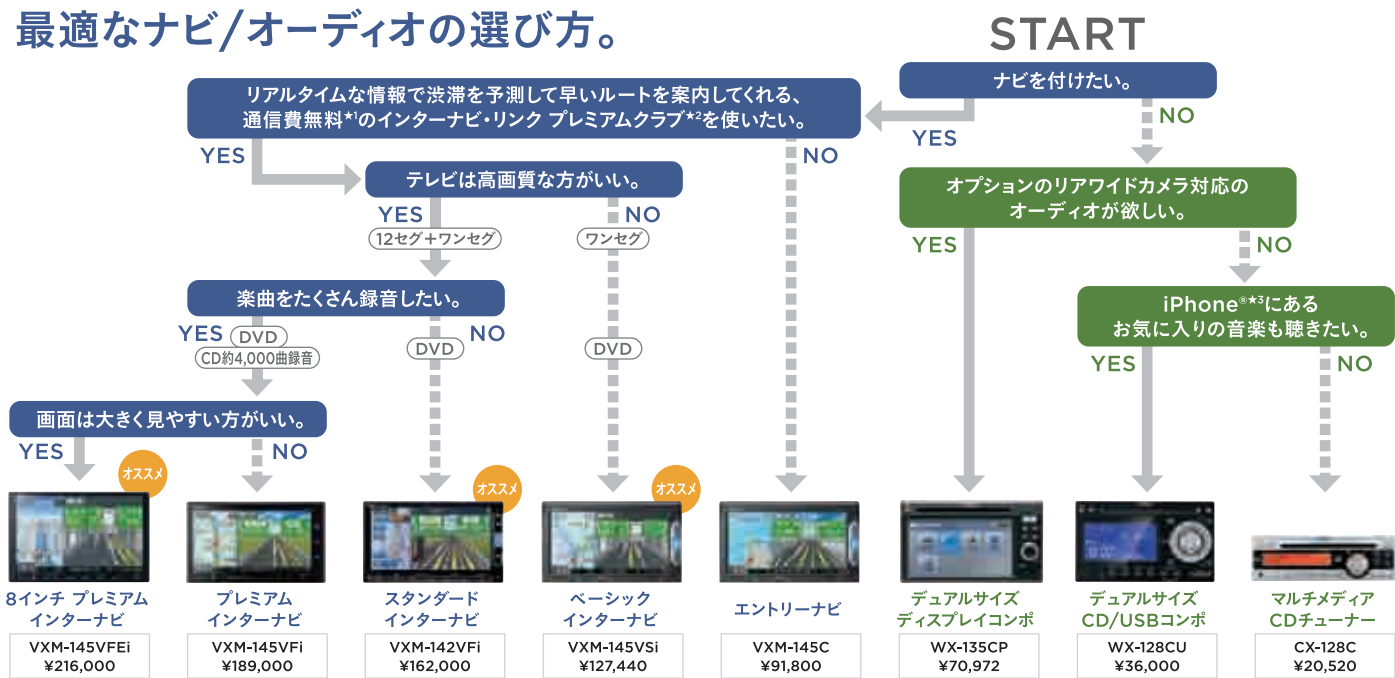 最適なナビ/オーディオの選び方。
START
ナビを付けたい。
YES
NO
リアルタイムな情報で渋滞を予測して早いルートを案内してくれる、
通信費無料★1のインターナビ・リンク プレミアムクラブ★2を使いたい。
YES
NO
テレビは高画質な方がいい。
YES
12セグ+ワンセグ
NO
ワンセグ
楽曲をたくさん録音したい。
YES
DVD
CD約4,000曲録音
NO
DVD
DVD
画面は大きく見やすい方がいい。
YES
NO
オプションのリアワイドカメラ対応の
オーディオが欲しい。
YES
NO
iPhone®★3にある
お気に入りの音楽も聴きたい。
YES
NO
オススメ
8インチ プレミアム
インターナビ
VXM-145VFEi
¥216,000
プレミアム
インターナビ
VXM-145VFi
¥189,000
オススメ
スタンダード
インターナビ
VXM-142VFi
¥162,000
オススメ
ベーシック
インターナビ
VXM-145VSi
¥127,440
エントリーナビ
VXM-145C
¥91,800
デュアルサイズ
ディスプレイコンポ
WX-135CP
¥70,972
デュアルサイズ
CD/USBコンポ
WX-128CU
¥36,000
マルチメディア
CDチューナー
CX-128C
¥20,520